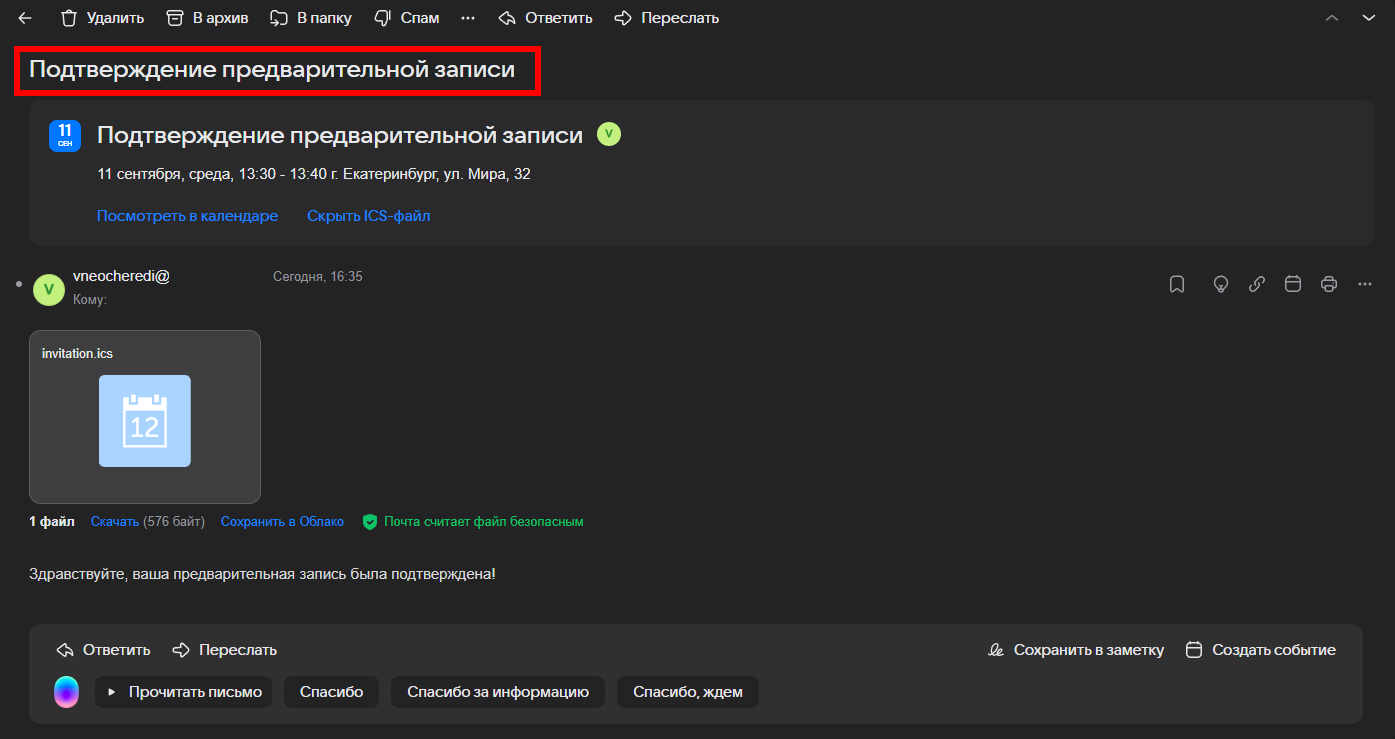 Удалить В архив В папку Спам Ответить Переслать
Подтверждение предварительной записи
11 СЕН
Подтверждение предварительной записи V
11 сентября, среда, 13:30 - 13:40 г. Екатеринбург, ул. Мира, 32
Посмотреть в календаре Скрыть ICS-файл
V
vneocheredi@ Сегодня, 16:35
Кому:
invitation.ics
12
1 файл Скачать (576 байт) Сохранить в Облако Почта считает файл безопасным
Здравствуйте, ваша предварительная запись была подтверждена!
Ответить Переслать Сохранить в заметку Создать событие
Прочитать письмо Спасибо Спасибо за информацию Спасибо, ждем